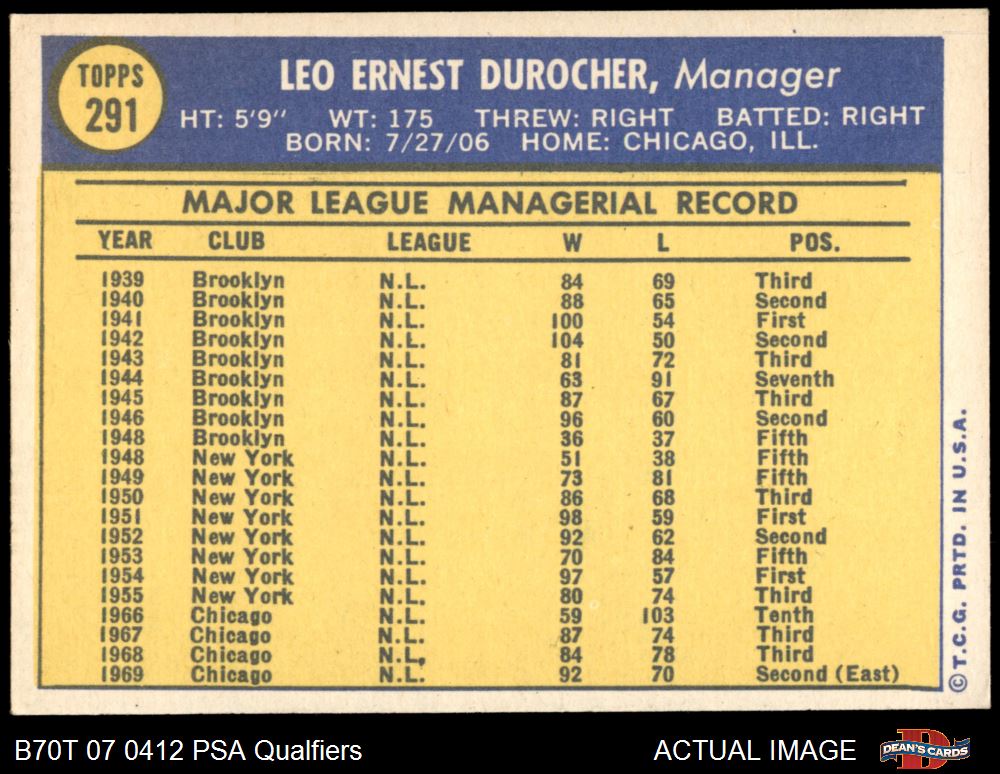 TOPPS
291
LEO ERNEST DUROCHER, Manager
HT: 5'9" WT: 175 THREW: RIGHT BATTED: RIGHT
BORN: 7/27/06 HOME: CHICAGO, ILL.
MAJOR LEAGUE MANAGERIAL RECORD
YEAR CLUB LEAGUE W L POS.
1939 Brooklyn N.L. 84 69 Third
1940 Brooklyn N.L. 88 65 Second
1941 Brooklyn N.L. 100 54 First
1942 Brooklyn N.L. 104 50 Second
1943 Brooklyn N.L. 81 72 Third
1944 Brooklyn N.L. 63 91 Seventh
1945 Brooklyn N.L. 87 67 Third
1946 Brooklyn N.L. 96 60 Second
1948 Brooklyn N.L. 36 37 Fifth
1948 New York N.L. 51 38 Fifth
1949 New York N.L. 73 81 Fifth
1950 New York N.L. 86 68 Third
1951 New York N.L. 98 59 First
1952 New York N.L. 92 62 Second
1953 New York N.L. 70 84 Fifth
1954 New York N.L. 97 57 First
1955 New York N.L. 80 74 Third
1966 Chicago N.L. 59 103 Tenth
1967 Chicago N.L. 87 74 Third
1968 Chicago N.L. 84 78 Third
1969 Chicago N.L. 92 70 Second (East)
© T.C.G. PRTD. IN U.S.A.
B70T 07 0412 PSA Qualfiers
ACTUAL IMAGE
D
DEAN'S CARDS